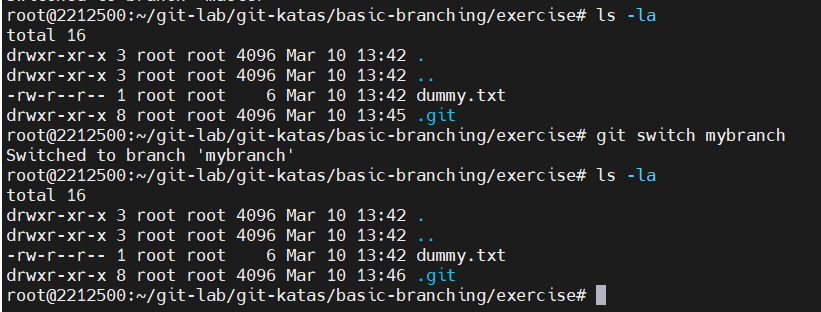 Switched to branch 'master'
root@2212500:~/git-lab/git-katas/basic-branching/exercise# ls -la
total 16
drwxr-xr-x 3 root root 4096 Mar 10 13:42 .
drwxr-xr-x 3 root root 4096 Mar 10 13:42 ..
-rw-r--r-- 1 root root    6 Mar 10 13:42 dummy.txt
drwxr-xr-x 8 root root 4096 Mar 10 13:45 .git
root@2212500:~/git-lab/git-katas/basic-branching/exercise# git switch mybranch
Switched to branch 'mybranch'
root@2212500:~/git-lab/git-katas/basic-branching/exercise# ls -la
total 16
drwxr-xr-x 3 root root 4096 Mar 10 13:42 .
drwxr-xr-x 3 root root 4096 Mar 10 13:42 ..
-rw-r--r-- 1 root root    6 Mar 10 13:42 dummy.txt
drwxr-xr-x 8 root root 4096 Mar 10 13:46 .git
root@2212500:~/git-lab/git-katas/basic-branching/exercise#